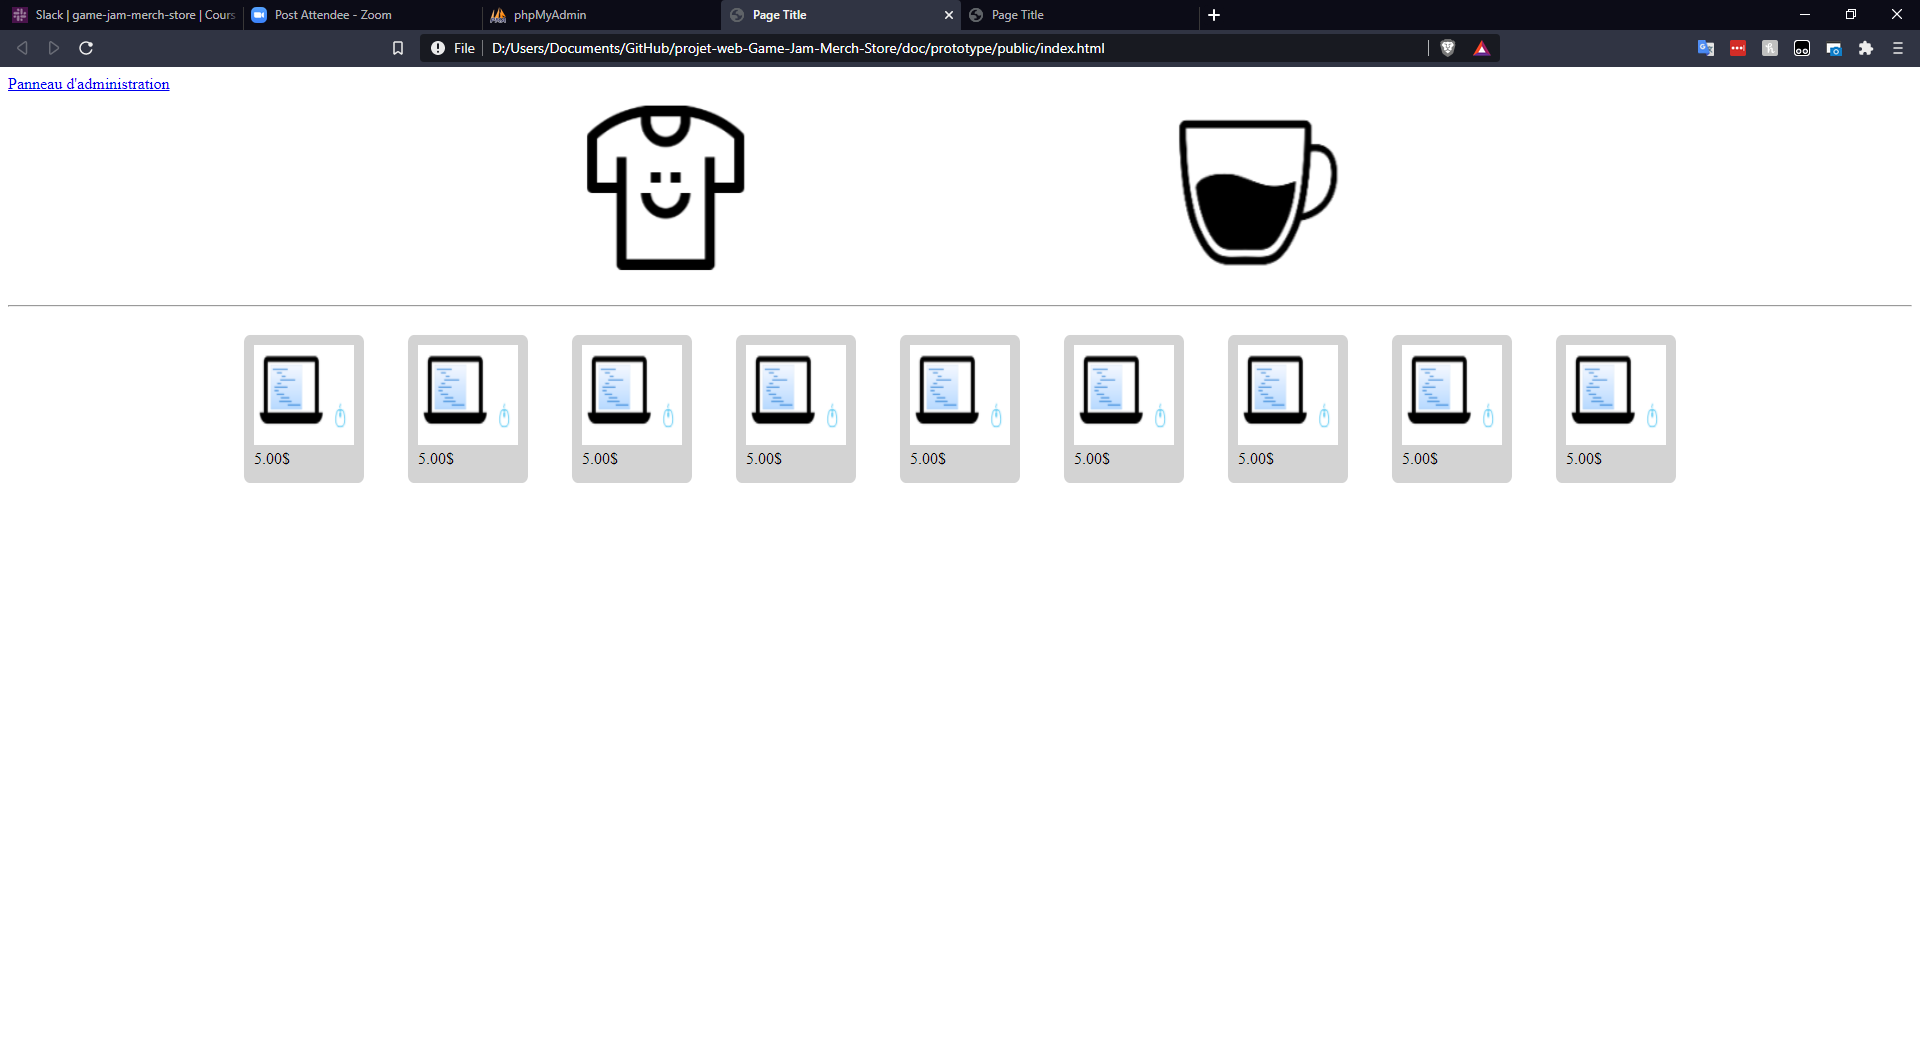 Slack | game-jam-merch-store | Cours
Post Attendee - Zoom
phpMyAdmin
Page Title
Page Title
File
D:/Users/Documents/GitHub/projet-web-Game-Jam-Merch-Store/doc/prototype/public/index.html
Panneau d'administration
5.00$ 5.00$ 5.00$ 5.00$ 5.00$ 5.00$ 5.00$ 5.00$ 5.00$